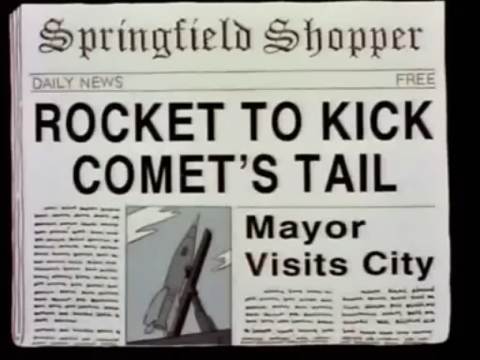 Springfield Shopper
DAILY NEWS FREE
ROCKET TO KICK
COMET'S TAIL
Mayor
Visits City